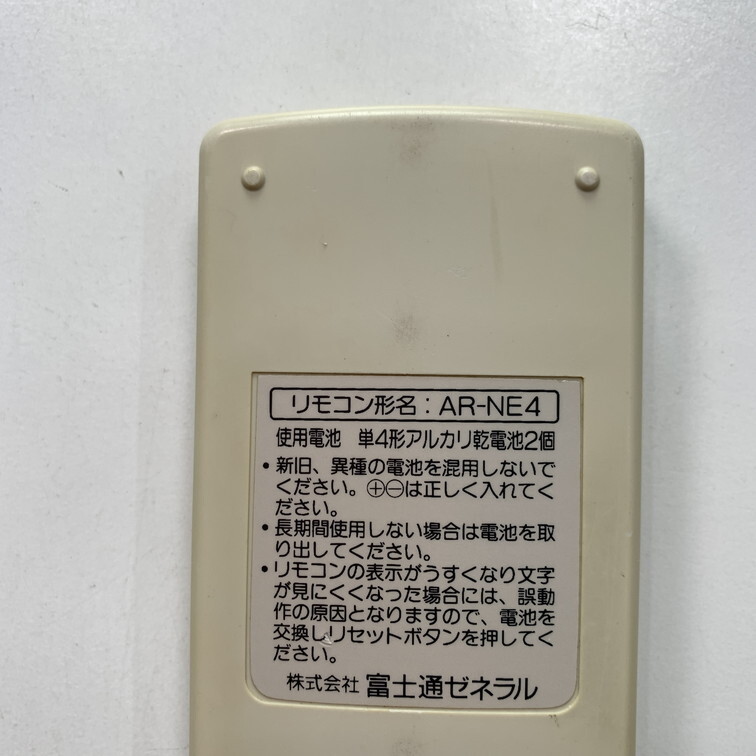 リモコン形名：AR-NE4
使用電池　単4形アルカリ乾電池2個
・新旧、異種の電池を混用しないで
ください。⊕⊖は正しく入れてく
ださい。
・長期間使用しない場合は電池を取
り出してください。
・リモコンの表示がうすくなり文字
が見にくくなった場合には、誤動
作の原因となりますので、電池を
交換しリセットボタンを押してく
ださい。
株式会社 富士通ゼネラル